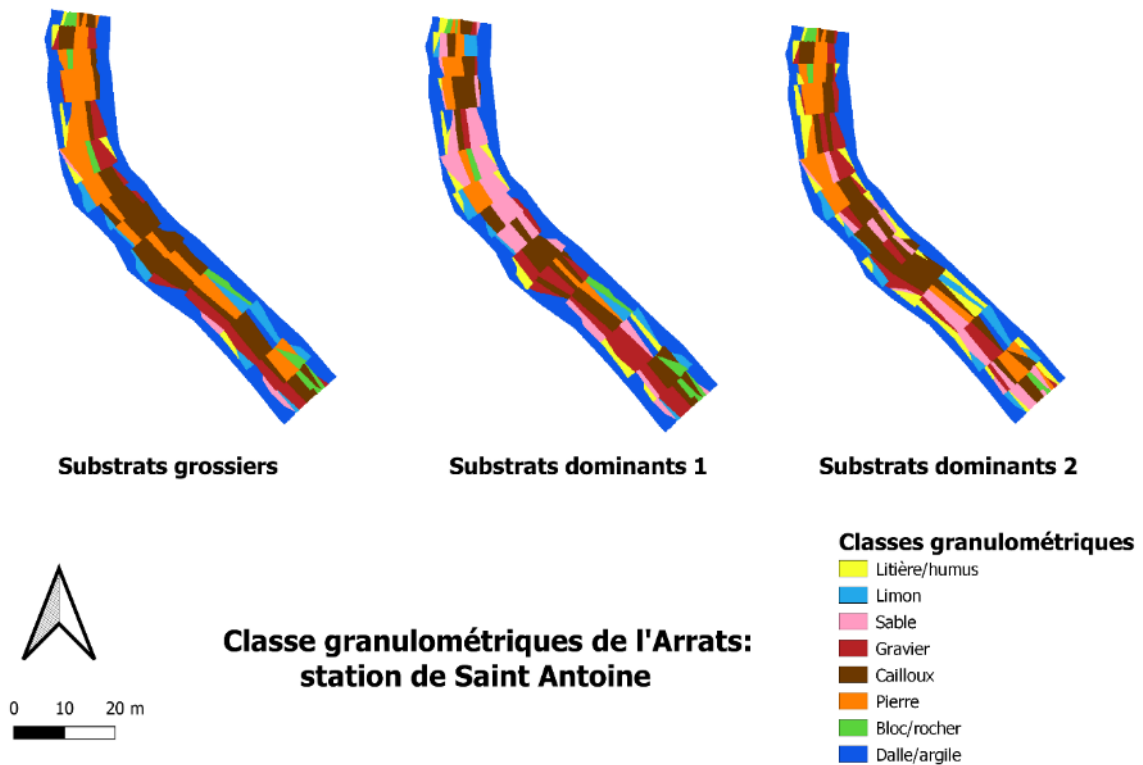 Substrats grossiers
Substrats dominants 1
Substrats dominants 2
Classes granulométriques
Litière/humus
Limon
Sable
Gravier
Cailloux
Pierre
Bloc/rocher
Dalle/argile
Classe granulométriques de l'Arrats:
station de Saint Antoine
0 10 20 m